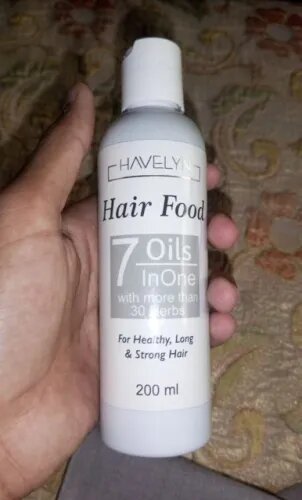 HAVELYN
Hair Food
7 Oils
InOne
with more than
30 Herbs
For Healthy, Long
& Strong Hair
200 ml